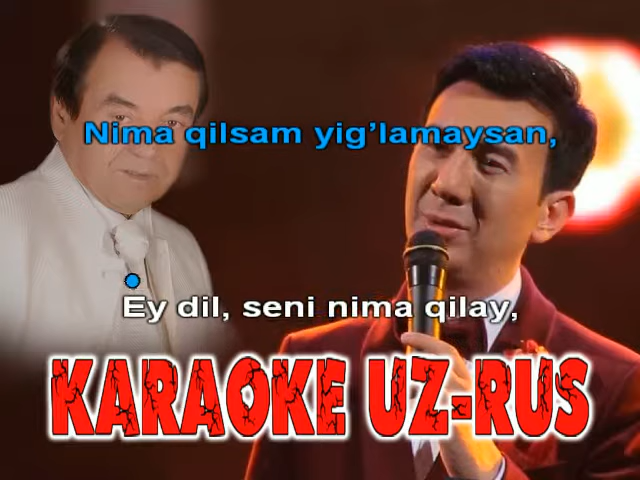 Nima qilsam yig’lamaysan,
Ey dil, seni nima qilay,
KARAOKE UZ-RUS